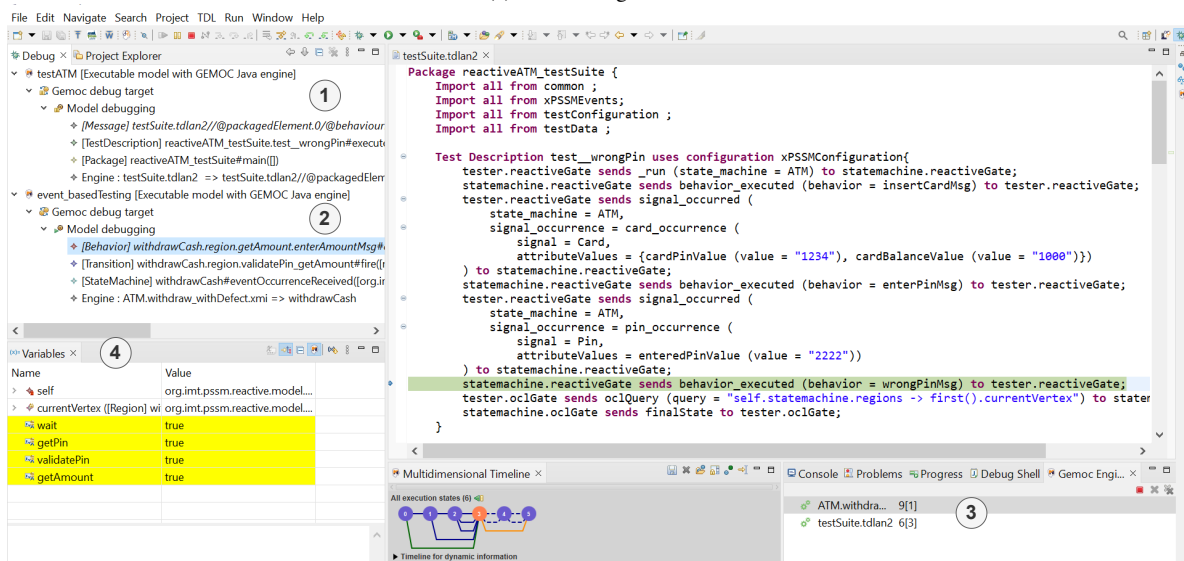 File Edit Navigate Search Project TDL Run Window Help
Debug × Project Explorer
testATM [Executable model with GEMOC Java engine]
Gemoc debug target
1
Model debugging
[Message] testSuite.tdlan2//@packagedElement.0/@behaviour
[TestDescription] reactiveATM_testSuite.test__wrongPin#execute
[Package] reactiveATM_testSuite#main([])
Engine : testSuite.tdlan2 => testSuite.tdlan2//@packagedElem
event_basedTesting [Executable model with GEMOC Java engine]
Gemoc debug target
2
Model debugging
[Behavior] withdrawCash.region.getAmount.enterAmountMsg#
[Transition] withdrawCash.region.validatePin_getAmount#fire([
[StateMachine] withdrawCash#eventOccurrenceReceived([org.i
Engine : ATM.withdraw_withDefect.xmi => withdrawCash
Variables ×
4
Name Value
self org.imt.pssm.reactive.model....
currentVertex ([Region] wi org.imt.pssm.reactive.model....
wait true
getPin true
validatePin true
getAmount true
testSuite.tdlan2 ×
Package reactiveATM_testSuite {
Import all from common ;
Import all from xPSSMEvents;
Import all from testConfiguration ;
Import all from testData ;
Test Description test__wrongPin uses configuration xPSSMConfiguration{
tester.reactiveGate sends _run (state_machine = ATM) to statemachine.reactiveGate;
statemachine.reactiveGate sends behavior_executed (behavior = insertCardMsg) to tester.reactiveGate;
tester.reactiveGate sends signal_occurred (
state_machine = ATM,
signal_occurrence = card_occurrence (
signal = Card,
attributeValues = {cardPinValue (value = "1234"), cardBalanceValue (value = "1000")})
) to statemachine.reactiveGate;
statemachine.reactiveGate sends behavior_executed (behavior = enterPinMsg) to tester.reactiveGate;
tester.reactiveGate sends signal_occurred (
state_machine = ATM,
signal_occurrence = pin_occurrence (
signal = Pin,
attributeValues = enteredPinValue (value = "2222"))
) to statemachine.reactiveGate;
statemachine.reactiveGate sends behavior_executed (behavior = wrongPinMsg) to tester.reactiveGate;
tester.oclGate sends oclQuery (query = "self.statemachine.regions -> first().currentVertex") to statem
statemachine.oclGate sends finalState to tester.oclGate;
}
Multidimensional Timeline ×
All execution states (6)
0 1 2 3 4 5
Timeline for dynamic information
Console Problems Progress Debug Shell Gemoc Engi... ×
ATM.withdra... 9[1]
testSuite.tdlan2 6[3]
3